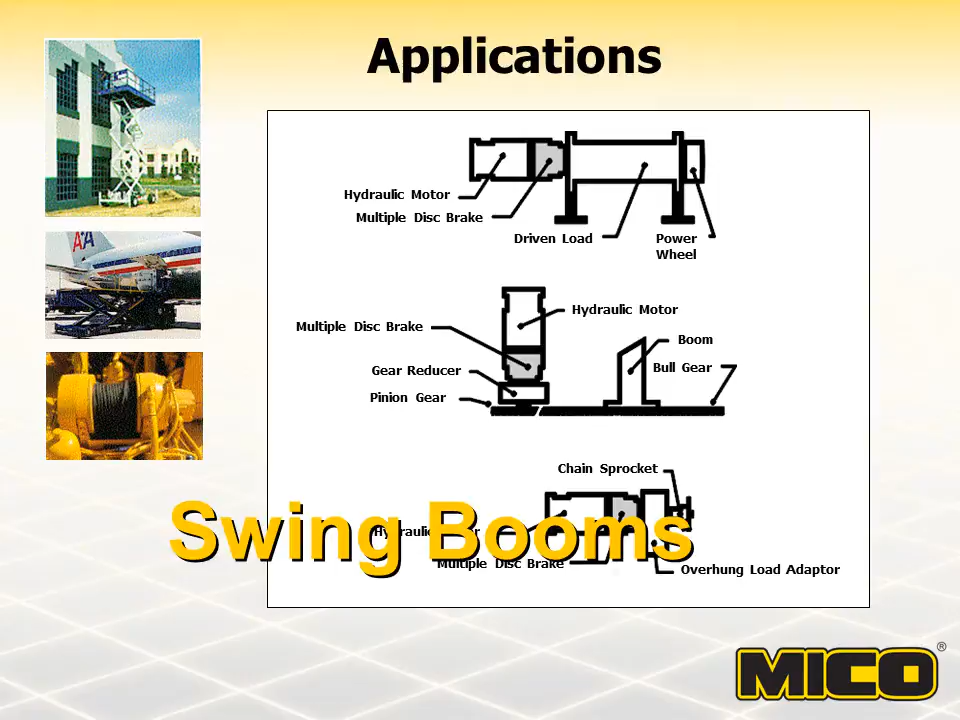 Applications
AA
Hydraulic Motor
Multiple Disc Brake
Driven Load
Power
Wheel
Hydraulic Motor
Multiple Disc Brake
Boom
Bull Gear
Gear Reducer
Pinion Gear
Chain Sprocket
Swing Booms
Multiple Disc Brake
Overhung Load Adaptor
MICO®